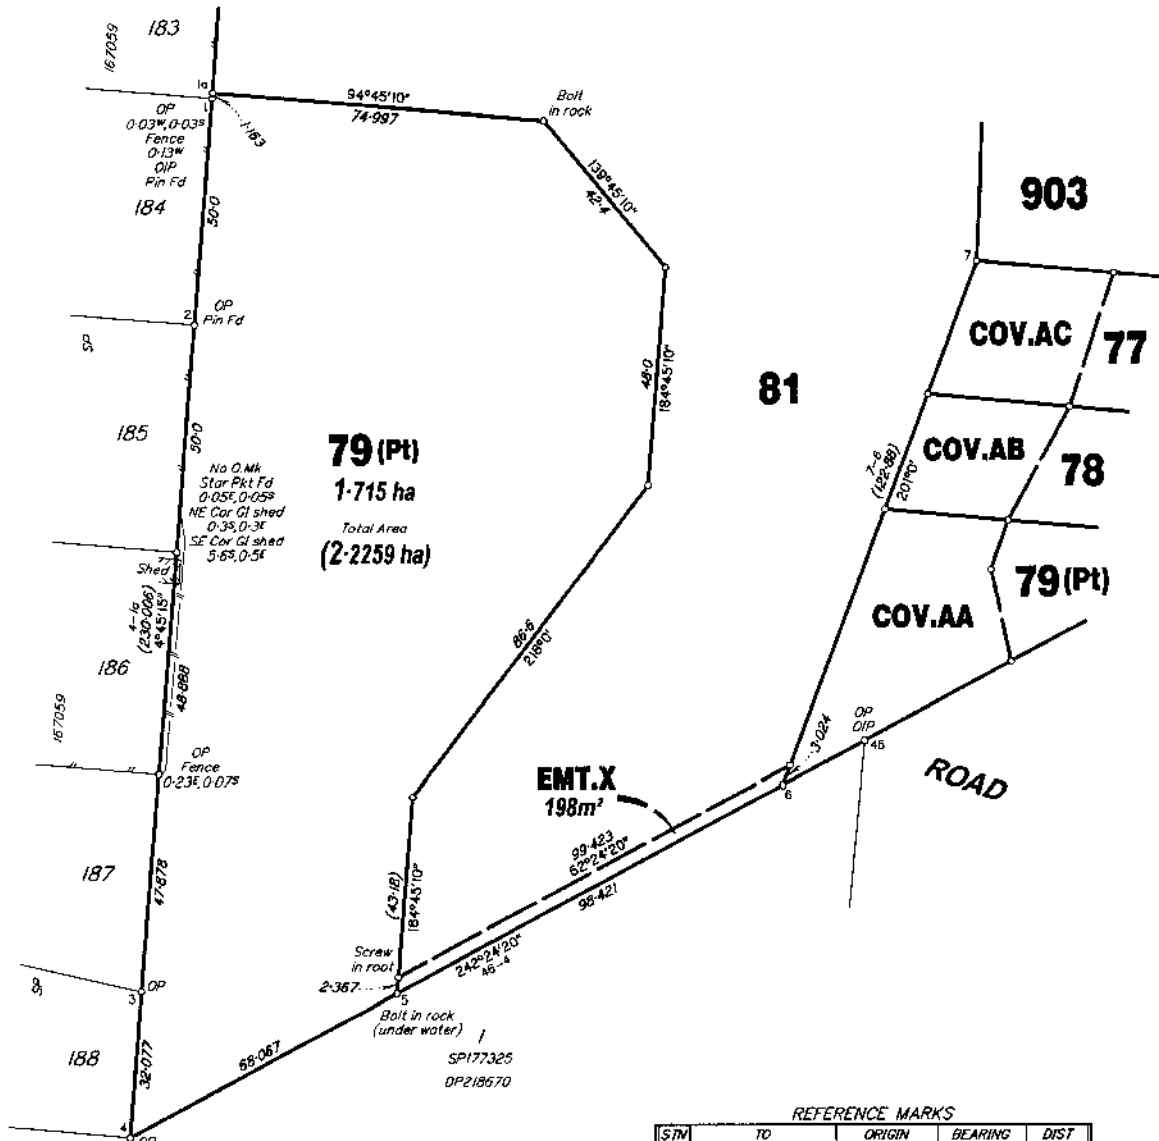 183
167059
1a
1
94°45'10"
74·997
Bolt
in rock
OP
0·03ᵂ,0·03ˢ
Fence
0·13ᵂ
OIP
Pin Fd
1·163
184
50·0
139°45'10"
42·4
903
7
2
OP
Pin Fd
SP
COV.AC
77
48·0
184°45'10"
81
185
50·0
79 (Pt)
1·715 ha
Total Area
(2·2259 ha)
No O.Mk
Star Pkt Fd
0·05ᴱ,0·05ˢ
NE Cor GI shed
0·3ˢ,0·3ᴱ
SE Cor GI shed
5·6ˢ,0·5ᴱ
7-6
(122·88)
201°0'
COV.AB
78
Shed
4-1a
(230·006)
4°45'15"
79 (Pt)
COV.AA
86·6
218°0'
186
48·888
167059
OP
Fence
0·23ᴱ,0·07ˢ
OP
OIP
46
3·024
6
ROAD
EMT.X
198m²
99·423
62°24'20"
98·421
187
47·878
(43·18)
184°45'10"
Screw
in root
2·367
5
242°24'20"
46-4
SP
3
OP
Bolt in rock
(under water)
1
SP177325
DP218670
188
32·077
68·067
4
OP
REFERENCE MARKS
STN TO ORIGIN BEARING DIST